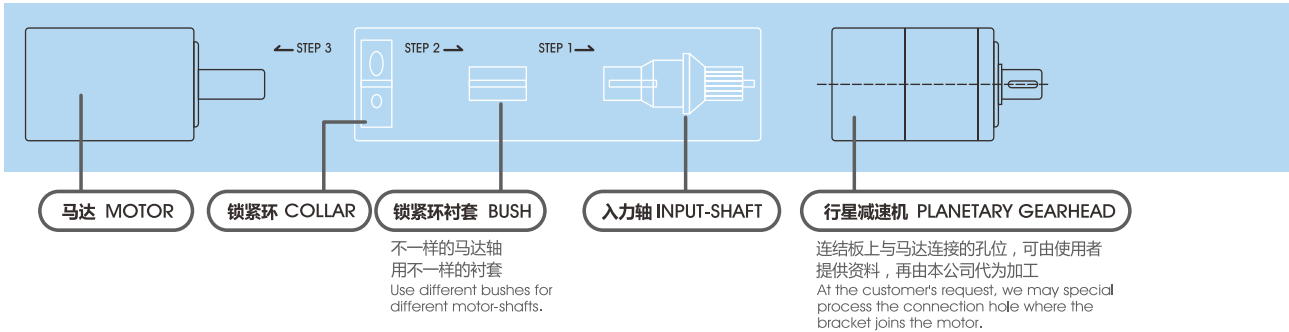 STEP 3
STEP 2
STEP 1
马达 MOTOR
锁紧环 COLLAR
锁紧环衬套 BUSH
入力轴 INPUT-SHAFT
行星减速机 PLANETARY GEARHEAD
不一样的马达轴
用不一样的衬套
Use different bushes for
different motor-shafts.
连结板上与马达连接的孔位，可由使用者
提供资料，再由本公司代为加工
At the customer's request, we may special
process the connection hole where the
bracket joins the motor.